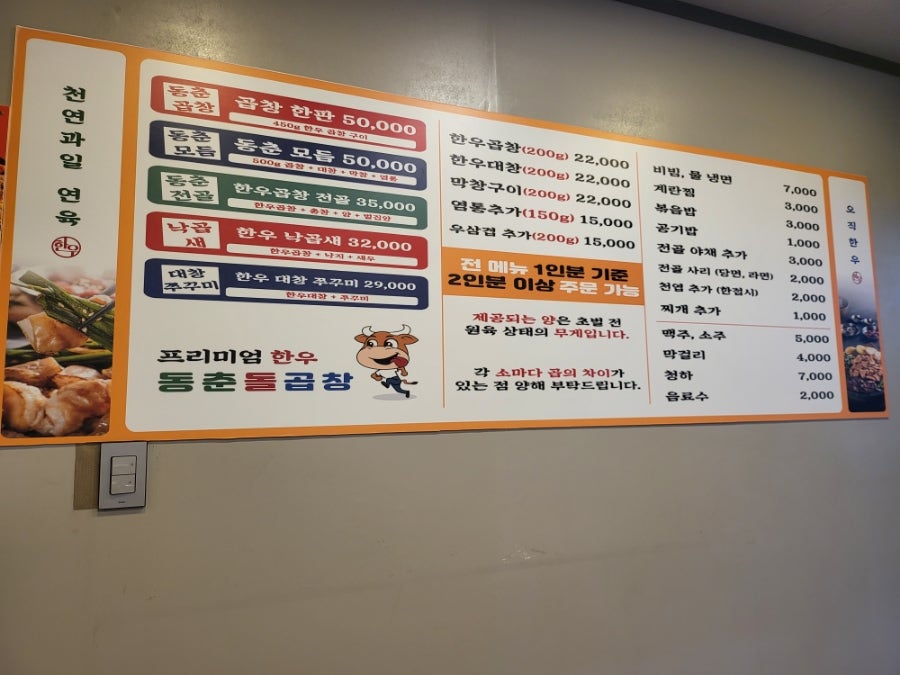 천연과일 연육
한우
동춘 곱창
곱창 한판 50,000
450g 한우 곱창 구이
동춘 모듬
동춘 모듬 50,000
500g 곱창 + 대창 + 막창 + 염통
동춘 전골
한우곱창 전골 35,000
한우곱창 + 홍창 + 양 + 벌집양
낙곱새
한우 낙곱새 32,000
한우곱창 + 낙지 + 새우
대창 쭈꾸미
한우 대창 쭈꾸미 29,000
한우대창 + 쭈꾸미
프리미엄 한우
동춘돌곱창
한우곱창(200g) 22,000
한우대창(200g) 22,000
막창구이(200g) 22,000
염통추가(150g) 15,000
우삼겹 추가(200g) 15,000
전 메뉴 1인분 기준
2인분 이상 주문 가능
제공되는 양은 초벌 전
원육 상태의 무게입니다.
각 소마다 곱의 차이가
있는 점 양해 부탁드립니다.
비빔, 물 냉면 7,000
계란찜 3,000
볶음밥 3,000
공기밥 1,000
전골 야채 추가 3,000
전골 사리 (당면, 라면) 2,000
천엽 추가 (한접시) 2,000
찌개 추가 1,000
맥주, 소주 5,000
막걸리 4,000
청하 7,000
음료수 2,000
오직한우